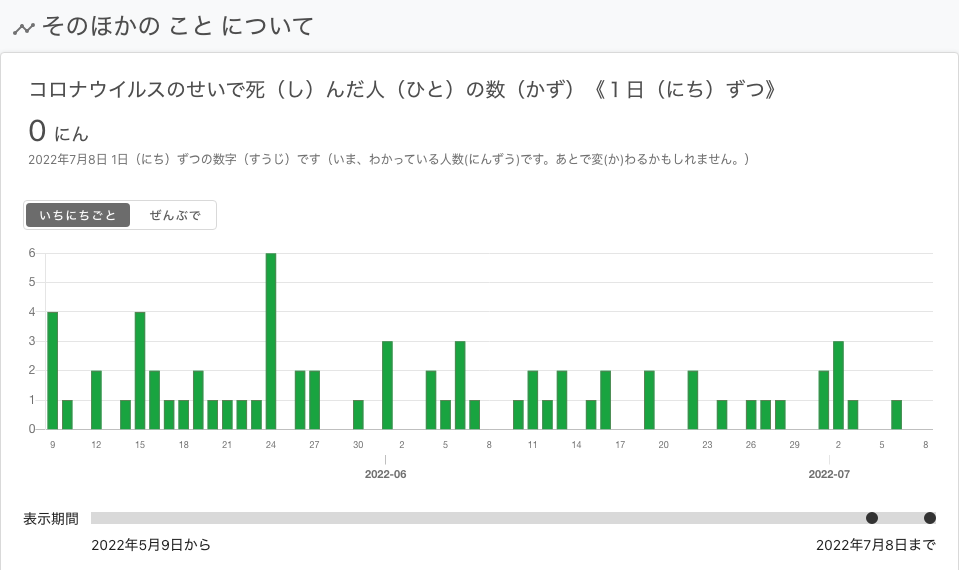 そのほかの こと について
コロナウイルスのせいで死（し）んだ人（ひと）の数（かず）《１日（にち）ずつ》
0 にん
2022年7月8日 1日（にち）ずつの数字（すうじ）です（いま、わかっている人数(にんずう)です。あとで変(か)わるかもしれません。）
いちにちごと ぜんぶで
6
5
4
3
2
1
0
9 12 15 18 21 24 27 30 2 5 8 11 14 17 20 23 26 29 2 5 8
2022-06 2022-07
表示期間
2022年5月9日から 2022年7月8日まで